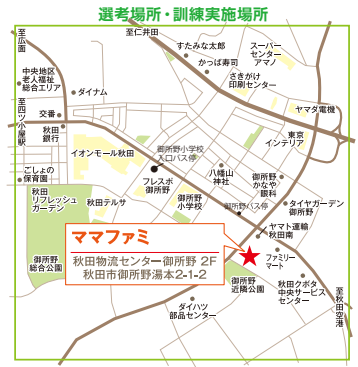 選考場所・訓練実施場所
至広面
至仁井田
すたみな太郎
かっぱ寿司
スーパー
センター
アマノ
さきがけ
印刷センター
中央地区
老人福祉
総合エリア
ダイナム
ヤマダ電機
至四ツ小屋駅
交番
秋田
銀行
東京
インテリア
イオンモール秋田
御所野小学校
入口バス停
八幡山
神社
御所野
かなや
眼科
ごしょの
保育園
フレスポ
御所野
秋田
リフレッシュ
ガーデン
秋田テルサ
御所野
小学校
御所野バス停
タイヤガーデン
御所野
ヤマト運輸
秋田南
ママファミ
秋田物流センター御所野 2F
秋田市御所野湯本2-1-2
ファミリー
マート
御所野
総合公園
御所野
近隣公園
秋田クボタ
中央サービス
センター
至秋田空港
ダイハツ
部品センター